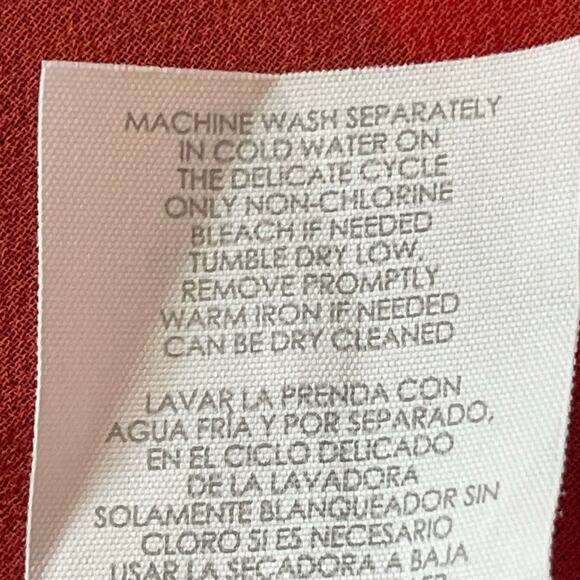 MACHINE WASH SEPARATELY
IN COLD WATER ON
THE DELICATE CYCLE
ONLY NON-CHLORINE
BLEACH IF NEEDED
TUMBLE DRY LOW.
REMOVE PROMPTLY
WARM IRON IF NEEDED
CAN BE DRY CLEANED
LAVAR LA PRENDA CON
AGUA FRÍA Y POR SEPARADO,
EN EL CICLO DELICADO
DE LA LAVADORA
SOLAMENTE BLANQUEADOR SIN
CLORO SI ES NECESARIO
USAR LA SECADORA A BAJA